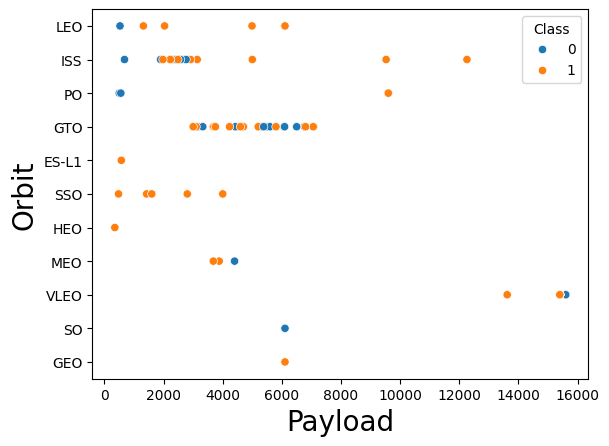 Class
0
1
LEO
ISS
PO
GTO
ES-L1
SSO
HEO
MEO
VLEO
SO
GEO
Orbit
0 2000 4000 6000 8000 10000 12000 14000 16000
Payload